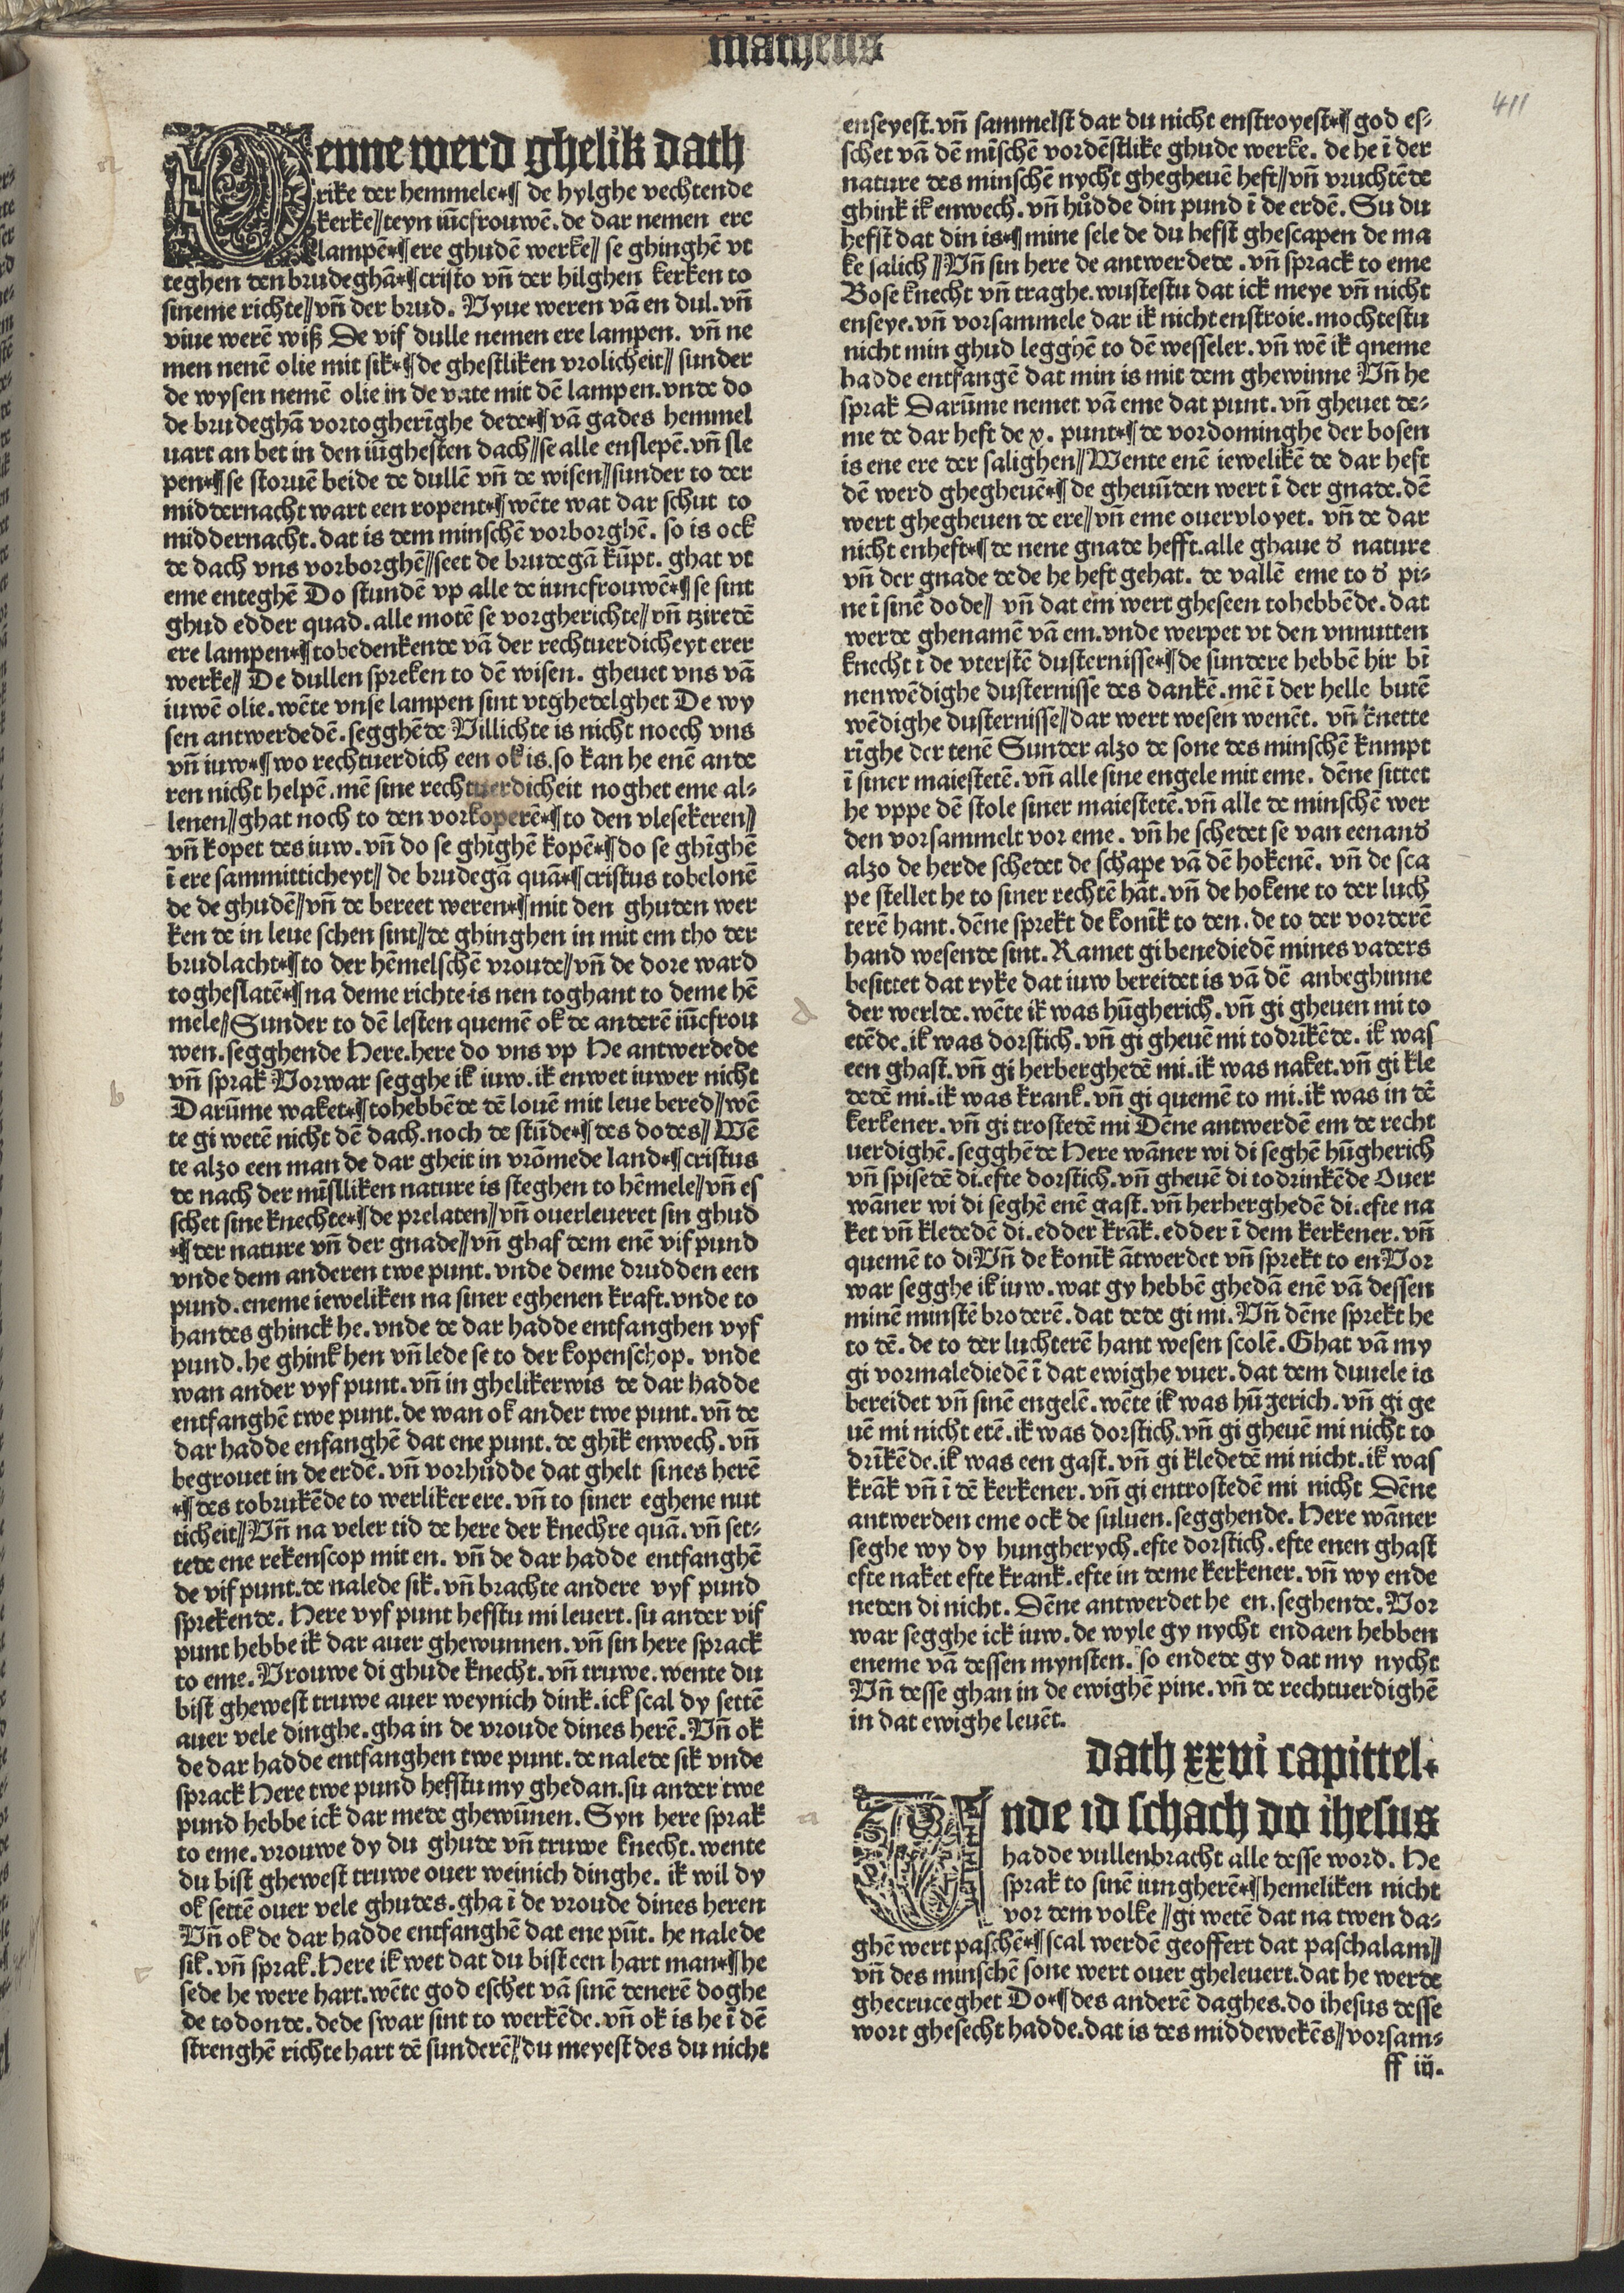 matheus
411
Denne werd ghelik dath
rike der hemmele*¶ de hylghe vechtende
kerke//teyn iūcfrouwē. de dar nemen ere
lampē*¶ere ghudē werke// se ghinghē vt
teghen den brudeghā*¶cristo vn̄ der hilghen kerken to
sineme richte//vn̄ der brud. Vyue weren vā en dul. vn̄
viue werē wiß De vif dulle nemen ere lampen. vn̄ ne
men nenē olie mit sik*¶de ghestliken vrolicheit// sunder
de wysen nemē olie in de vate mit dē lampen. vnde do
de brudeghā vortogherīghe dede*¶ vā gades hemmel
uart an bet in den iūghesten dach//se alle enslepē. vn̄ sle
pen*¶se storuē beide de dullē vn̄ de wisen//sunder to der
middernacht wart een ropent*¶wēte wat dar schut to
middernacht. dat is dem minschē vorborghē. so is ock
de dach vns vorborghē//seet de brudegā kūpt. ghat vt
eme enteghē Do stundē vp alle de iuncfrouwē*¶se sint
ghud edder quad. alle motē se vorgherichte//vn̄ tziredē
ere lampen*¶tobedenkende vā der rechtuerdicheyt erer
werke// De dullen spreken to dē wisen. gheuet vns vā
iuwē olie. wēte vnse lampen sint vtghedelghet De wy
sen antwerdedē. segghēde Villichte is nicht noech vns
vn̄ iuw*¶wo rechtuerdich een ok is. so kan he enē ande
ren nicht helpē. mē sine rechtuerdicheit noghet eme al-
lenen//ghat noch to den vorkoperē*¶to den vlesekeren//
vn̄ kopet des iuw. vn̄ do se ghīghē kopē*¶do se ghīghē
ī ere sammitticheyt// de brudegā quā*¶cristus tobelonē
de de ghudē//vn̄ de bereet weren*¶mit den ghuden wer
ken de in leue schen sint//de ghinghen in mit em tho der
brudlacht*¶to der hēmelschē vroude//vn̄ de dore ward
togheslatē*¶na deme richte is nen toghant to deme hē
mele//Sunder to dē lesten quemē ok de anderē iūcfrou
wen. segghende Here. here do vns vp He antwerdede
vn̄ sprak Vorwar segghe ik iuw. ik enwet iuwer nicht
Darūme waket*¶tohebbēde dē louē mit leue bered//wē
te gi wetē nicht dē dach. noch de stūde*¶des dodes//Wē
te alzo een man de dar gheit in vrōmede land*¶cristus
de nach der mīslliken nature is steghen to hēmele//vn̄ es
schet sine knechte*¶de prelaten//vn̄ ouerleueret sin ghud
*¶der nature vn̄ der gnade//vn̄ ghaf dem enē vif pund
vnde dem anderen twe punt. vnde deme drudden een
pund. eneme ieweliken na siner eghenen kraft. vnde to
handes ghinck he. vnde de dar hadde entfanghen vyf
pund. he ghink hen vn̄ lede se to der kopenschop. vnde
wan ander vyf punt. vn̄ in ghelikerwis de dar hadde
entfanghē twe punt. de wan ok ander twe punt. vn̄ de
dar hadde enfanghē dat ene punt. de ghīk enwech. vn̄
begrouet in de erdē. vn̄ vorhůdde dat ghelt sines herē
*¶des tobrukēde to werliker ere. vn̄ to siner eghene nut
ticheit//Vn̄ na veler tid de here der knechre quā. vn̄ set-
tede ene rekenscop mit en. vn̄ de dar hadde entfanghē
de vif punt. de nalede sik. vn̄ brachte andere vyf pund
sprekende. Here vyf punt hefstu mi leuert. su ander vif
punt hebbe ik dar auer ghewunnen. vn̄ sin here sprack
to eme. Vrouwe di ghude knecht. vn̄ truwe. wente du
bist ghewest truwe auer weynich dink. ick scal dy settē
auer vele dinghe. gha in de vroude dines herē. Vn̄ ok
de dar hadde entfanghen twe punt. de nalede sik vnde
sprack Here twe pund hefstu my ghedan. su ander twe
pund hebbe ick dar mede ghewūnen. Syn here sprak
to eme. vrouwe dy du ghude vn̄ truwe knecht. wente
du bist ghewest truwe ouer weinich dinghe. ik wil dy
ok settē ouer vele ghudes. gha ī de vroude dines heren
Vn̄ ok de dar hadde entfanghē dat ene pūt. he nalede
sik. vn̄ sprak. Here ik wet dat du bist een hart man*¶he
sede he were hart. wēte god eschet vā sinē denerē doghe
de todonde. dede swar sint to werkēde. vn̄ ok is he ī dē
strenghē richte hart dē sunderē//du meyest des du nicht
enseyest. vn̄ sammelst dar du nicht enstroyest*¶god es-
schet vā dē mīschē vordēstlike ghude werke. de he ī der
nature des minschē nycht ghegheuē heft//vn̄ vruchtēde
ghink ik enwech. vn̄ hůdde din pund ī de erdē. Su du
hefst dat din is*¶mine sele de du hefst ghescapen de ma
ke salich//Vn̄ sin here de antwerdede. vn̄ sprack to eme
Bose knecht vn̄ traghe. wustestu dat ick meye vn̄ nicht
enseye. vn̄ vorsammele dar ik nicht enstroie. mochtestu
nicht min ghud legghē to dē wesseler. vn̄ wē ik queme
hadde entfangē dat min is mit dem ghewinne Vn̄ he
sprak Darūme nemet vā eme dat punt. vn̄ gheuet de-
me de dar heft de x. punt*¶de vordominghe der bosen
is ene ere der salighen//Wente enē iewelikē de dar heft
dē werd ghegheuē*¶de gheuūden wert ī der gnade. dē
wert ghegheuen de ere//vn̄ eme ouervloyet. vn̄ de dar
nicht enheft*¶de nene gnade hefft. alle ghaue d' nature
vn̄ der gnade dede he heft gehat. de vallē eme to d' pi-
ne ī sinē dode// vn̄ dat em wert gheseen tohebbēde. dat
werde ghenamē vā em. vnde werpet vt den vnnutten
knecht ī de vterstē dusternisse*¶de sundere hebbē hir bī
nenwēdighe dusternisse des dankē. mē ī der helle butē
wēdighe dusternisse//dar wert wesen wenēt. vn̄ knette
rīghe der tenē Sunder alzo de sone des minschē kumpt
ī siner maiestetē. vn̄ alle sine engele mit eme. dēne sittet
he vppe dē stole siner maiestetē. vn̄ alle de minschē wer
den vorsammelt vor eme. vn̄ he schedet se van eenand'
alzo de herde schedet de schape vā dē hokenē. vn̄ de sca
pe stellet he to siner rechtē hāt. vn̄ de hokene to der luch
terē hant. dēne sprekt de konīk to den. de to der vorderē
hand wesende sint. Kamet gi benediedē mines vaders
besittet dat ryke dat iuw bereidet is vā dē anbeghinne
der werlde. wēte ik was hūgherich. vn̄ gi gheuen mi to
etēde. ik was dorstich. vn̄ gi gheuē mi todrīkēde. ik was
een ghast. vn̄ gi herberghedē mi. ik was naket. vn̄ gi kle
dedē mi. ik was krank. vn̄ gi quemē to mi. ik was in dē
kerkener. vn̄ gi trostedē mi Dēne antwerdē em de recht
uerdighē. segghēde Here wāner wi di seghē hūgherich
vn̄ spisedē di. efte dorstich. vn̄ gheuē di todrinkēde Ouer
wāner wi di seghē enē gast. vn̄ herberghedē di. efte na
ket vn̄ kledede͂ di. edder krāk. edder ī dem kerkener. vn̄
quemē to di Vn̄ de konīk ātwerdet vn̄ sprekt to en Vor
war segghe ik iuw. wat gy hebbē ghedā enē vā dessen
minē minstē broderē. dat dede gi mi. Vn̄ dēne sprekt he
to dē. de to der luchterē hant wesen scolē. Ghat vā my
gi vormaledidē ī dat ewighe vuer. dat dem duuele is
bereidet vn̄ sinē engelē. wēte ik was hūgerich. vn̄ gi ge
uē mi nicht etē. ik was dorstich. vn̄ gi gheuē mi nicht to
drīkēde. ik was een gast. vn̄ gi kledede͂ mi nicht. ik was
krāk vn̄ ī dē kerkener. vn̄ gi entrostedē mi nicht Dēne
antwerden eme ock de suluen. segghende. Here wāner
seghe wy dy hungherych. efte dorstich. efte enen ghast
efte naket efte krank. efte in deme kerkener. vn̄ wy ende
neden di nicht. Dēne antwerdet he en. seghende. Vor
war segghe ick iuw. de wyle gy nycht endaen hebben
eneme vā dessen mynsten. so endede gy dat my nycht
Vn̄ desse ghan in de ewighē pine. vn̄ de rechtuerdighē
in dat ewighe leuēt.
dath xxvi capittel.
Vnde id schach do ihesus
hadde vullenbracht alle desse word. He
sprak to sinē iungherē*¶hemeliken nicht
vor dem volke//gi wetē dat na twen da-
ghē wert paschē*¶scal werdē geoffert dat paschalam//
vn̄ des minschē sone wert ouer gheleuert. dat he werde
ghecruceghet Do*¶des anderē daghes. do ihesus desse
wort ghesecht hadde. dat is des middewekēs//vorsam-
ff iij.